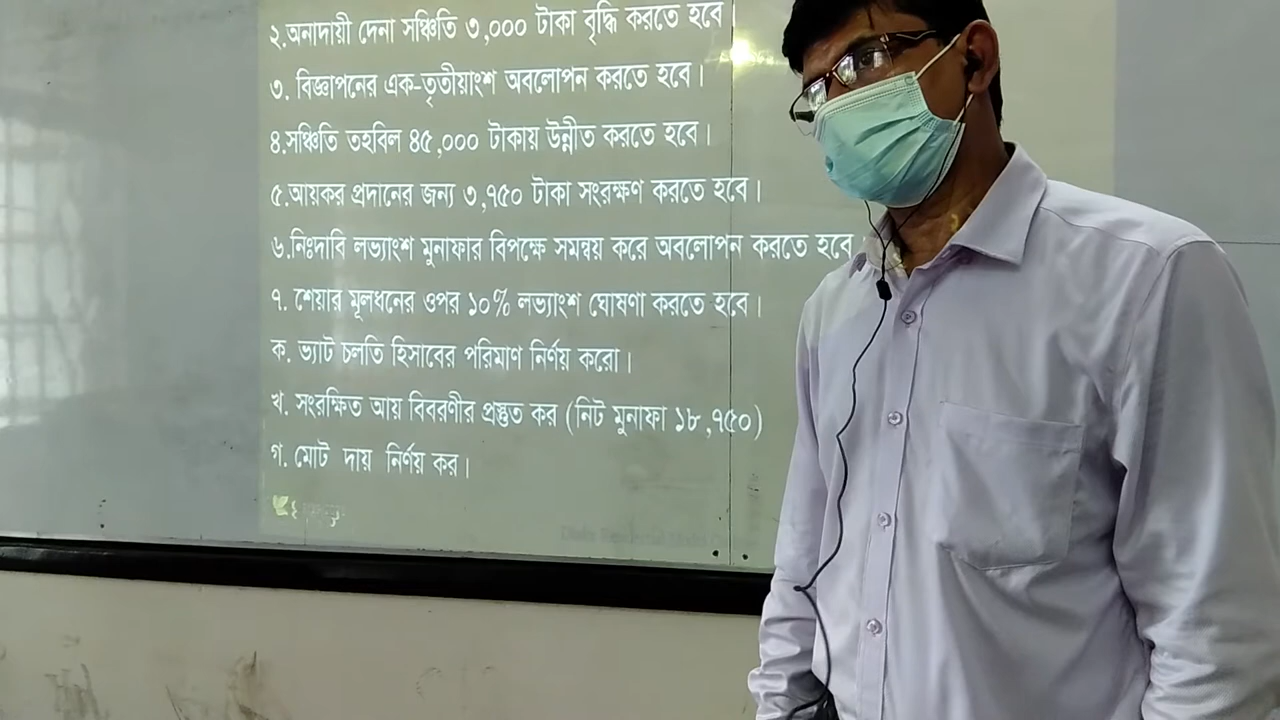 ২.অনাদায়ী দেনা সঞ্চিতি ৩,০০০ টাকা বৃদ্ধি করতে হবে।
৩. বিজ্ঞাপনের এক-তৃতীয়াংশ অবলোপন করতে হবে।
৪.সঞ্চিতি তহবিল ৪৫,০০০ টাকায় উন্নীত করতে হবে।
৫.আয়কর প্রদানের জন্য ৩,৭৫০ টাকা সংরক্ষণ করতে হবে।
৬.নিঃদাবি লভ্যাংশ মুনাফার বিপক্ষে সমন্বয় করে অবলোপন করতে হবে
৭. শেয়ার মূলধনের ওপর ১০% লভ্যাংশ ঘোষণা করতে হবে।
ক. ভ্যাট চলতি হিসাবের পরিমাণ নির্ণয় করো।
খ. সংরক্ষিত আয় বিবরণীর প্রস্তুত কর (নিট মুনাফা ১৮,৭৫০)
গ. মোট দায় নির্ণয় কর।